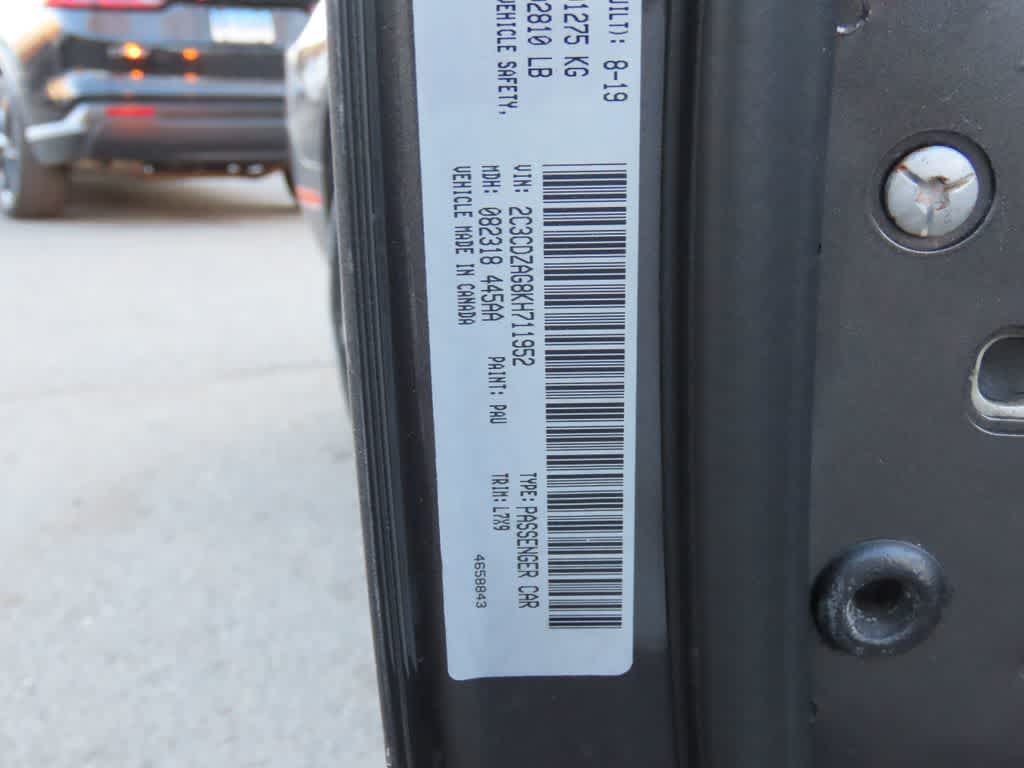 UILT): 8-19
1275 KG
2810 LB
VEHICLE SAFETY,
VIN: 2C3CDZAG8KH711952
TYPE: PASSENGER CAR
MDH: 082318 445AA
PAINT: PAU
TRIM: L7X9
VEHICLE MADE IN CANADA
4658843